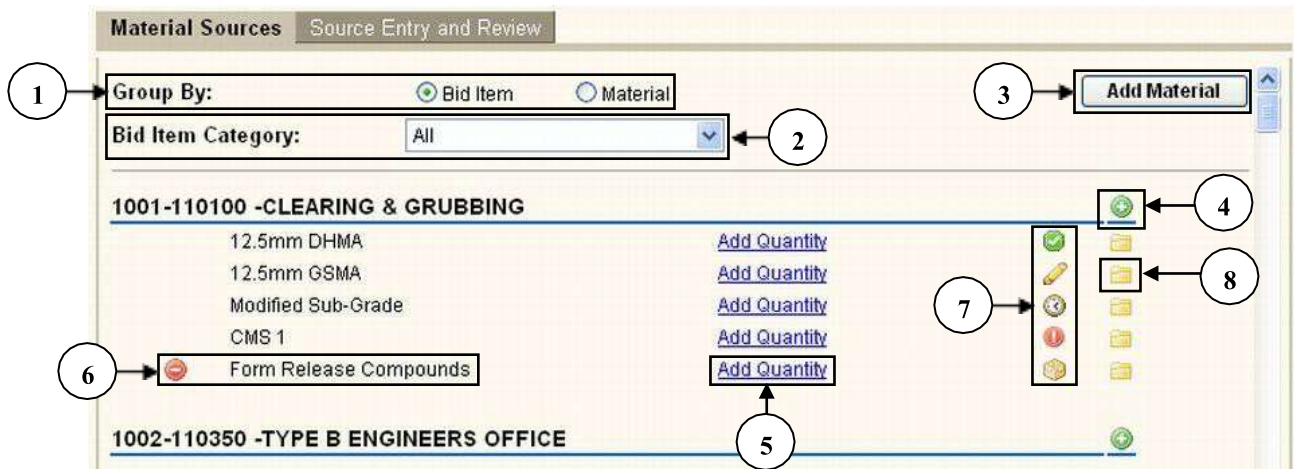 Material Sources Source Entry and Review
1 Group By: Bid Item Material 3 Add Material
Bid Item Category: All 2
1001-110100 -CLEARING & GRUBBING 4
12.5mm DHMA Add Quantity
12.5mm GSMA Add Quantity 8
Modified Sub-Grade Add Quantity 7
CMS 1 Add Quantity
6 Form Release Compounds Add Quantity
1002-110350 -TYPE B ENGINEERS OFFICE 5